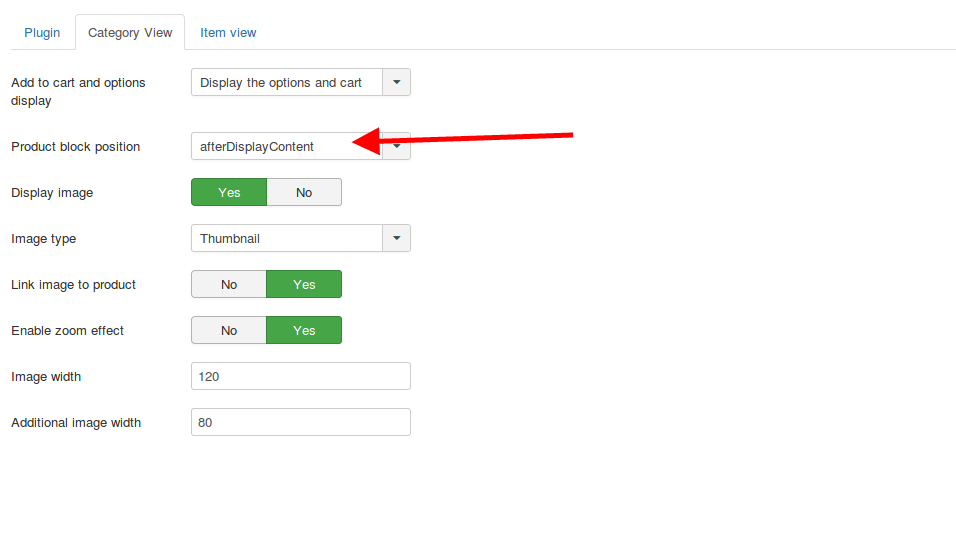 Plugin Category View Item view
Add to cart and options display Display the options and cart
Product block position afterDisplayContent
Display image Yes No
Image type Thumbnail
Link image to product No Yes
Enable zoom effect No Yes
Image width 120
Additional image width 80